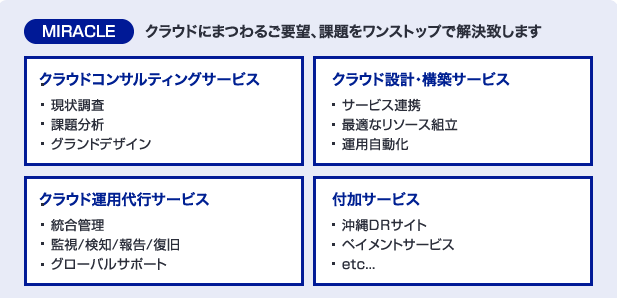 MIRACLE クラウドにまつわるご要望、課題をワンストップで解決致します
クラウドコンサルティングサービス
・現状調査
・課題分析
・グランドデザイン
クラウド設計・構築サービス
・サービス連携
・最適なリソース組立
・運用自動化
クラウド運用代行サービス
・統合管理
・監視/検知/報告/復旧
・グローバルサポート
付加サービス
・沖縄DRサイト
・ペイメントサービス
・etc...